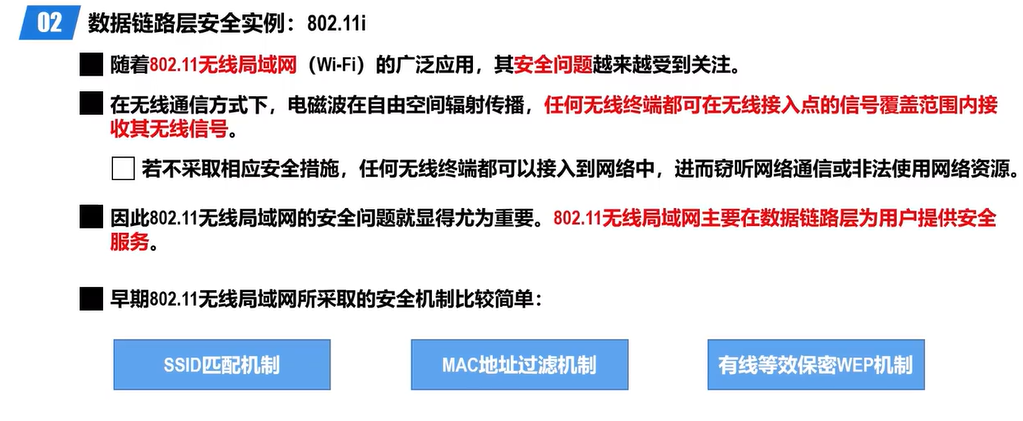 02 数据链路层安全实例：802.11i
随着802.11无线局域网（Wi-Fi）的广泛应用，其安全问题越来越受到关注。
在无线通信方式下，电磁波在自由空间辐射传播，任何无线终端都可在无线接入点的信号覆盖范围内接
收其无线信号。
若不采取相应安全措施，任何无线终端都可以接入到网络中，进而窃听网络通信或非法使用网络资源。
因此802.11无线局域网的安全问题就显得尤为重要。802.11无线局域网主要在数据链路层为用户提供安全
服务。
早期802.11无线局域网所采取的安全机制比较简单：
SSID匹配机制
MAC地址过滤机制
有线等效保密WEP机制